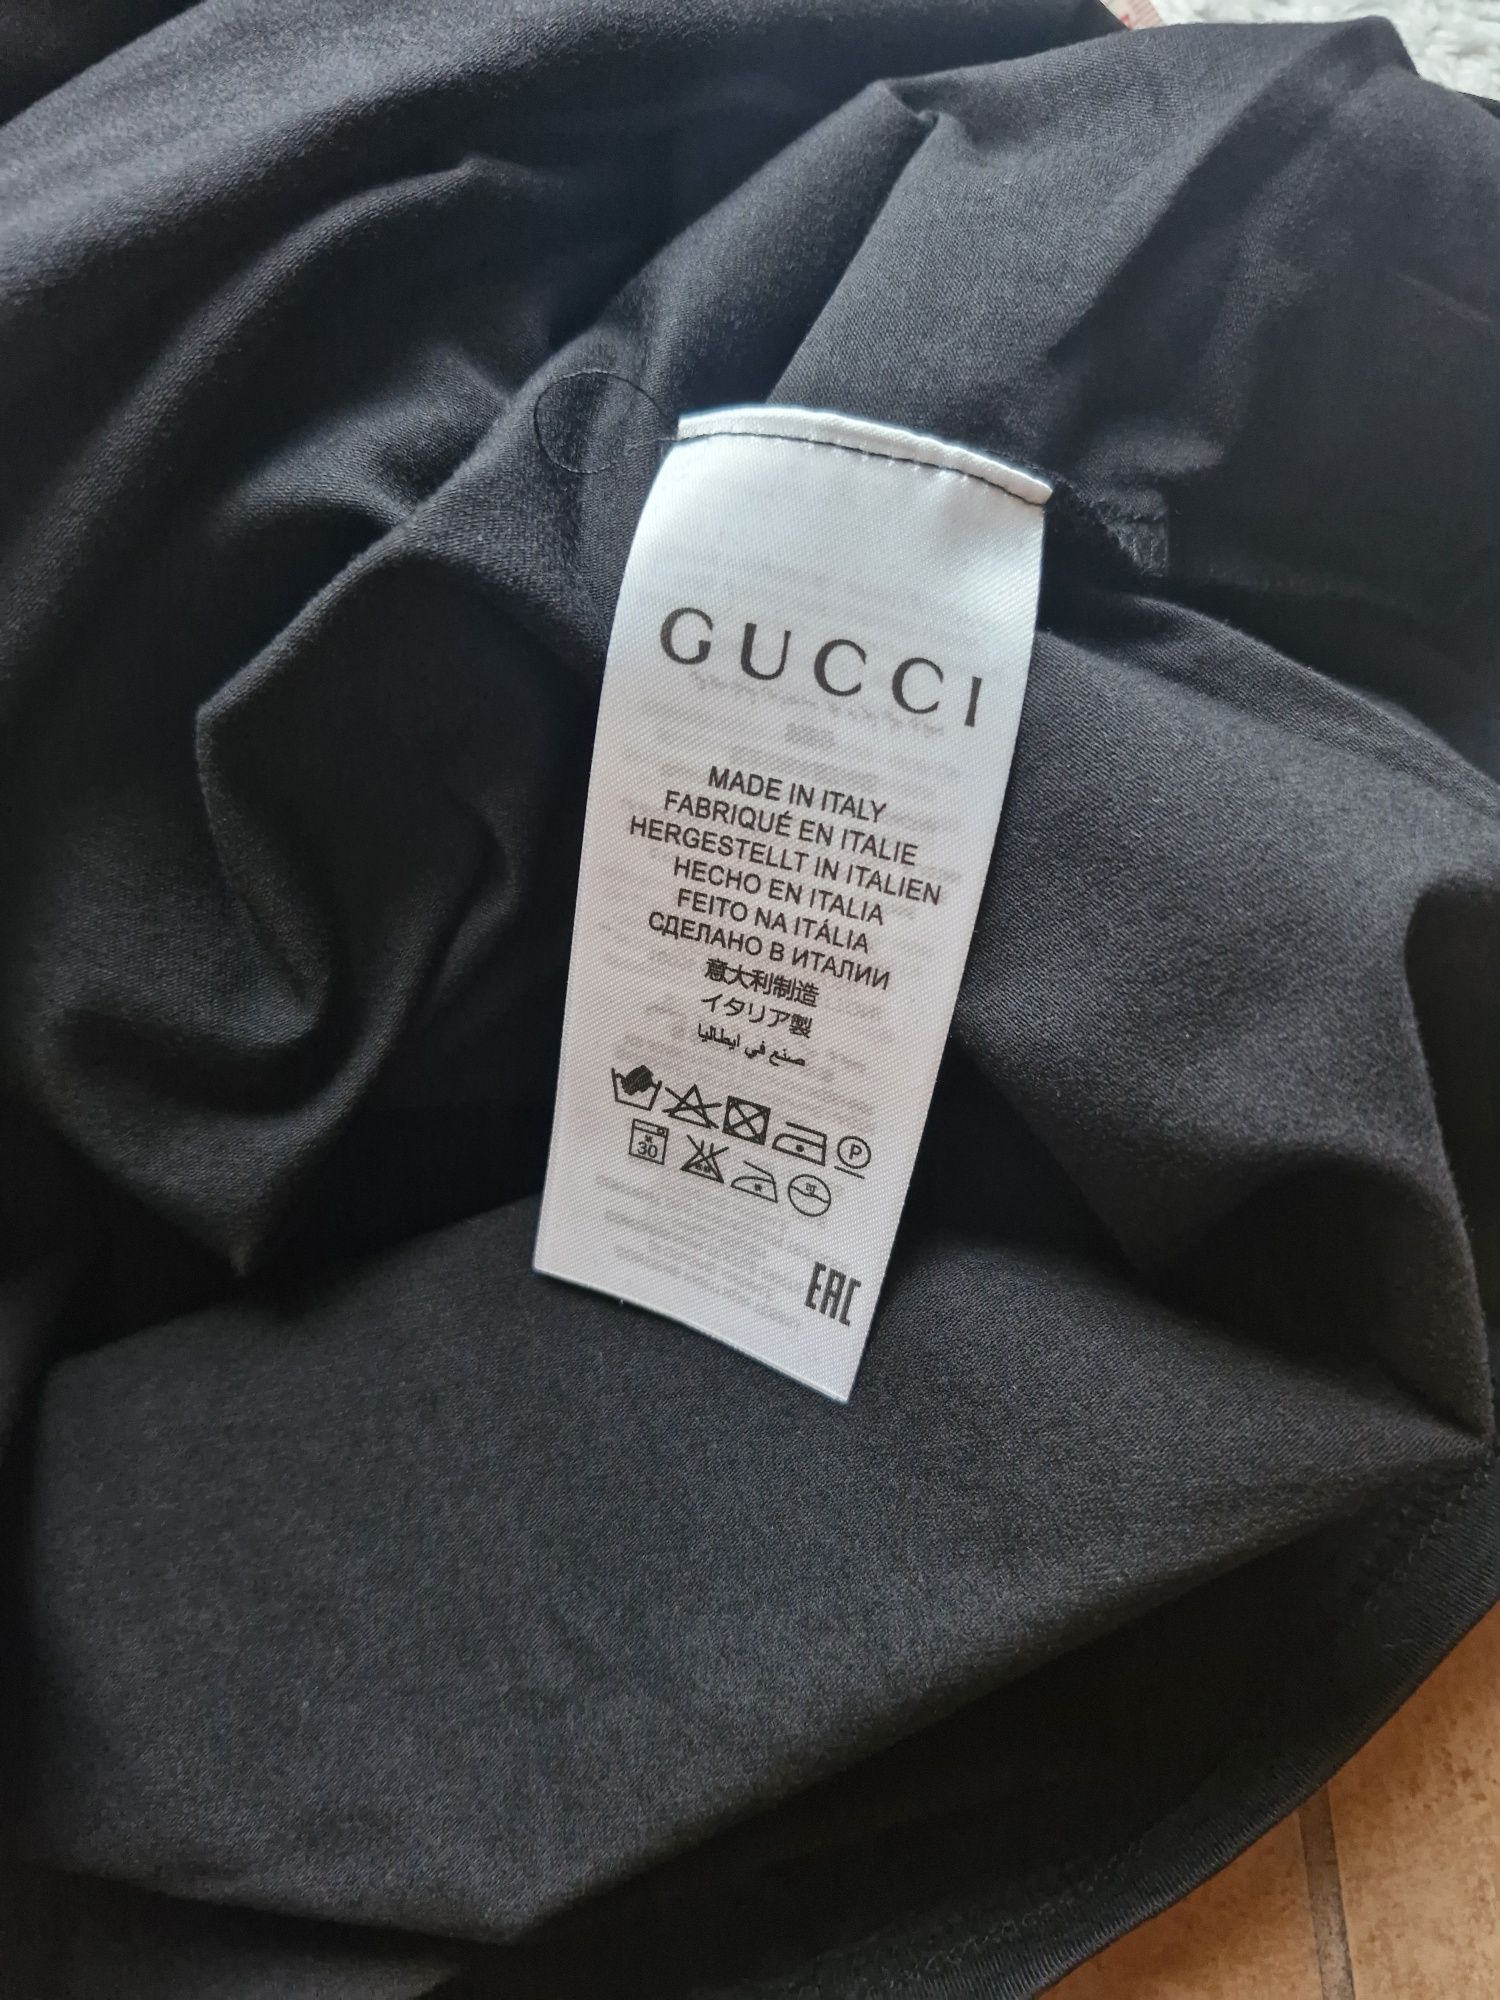 GUCCI
MADE IN ITALY
FABRIQUÉ EN ITALIE
HERGESTELLT IN ITALIEN
HECHO EN ITALIA
FEITO NA ITÁLIA
СДЕЛАНО В ИТАЛИИ
意大利制造
イタリア製
صنع في ايطاليا
P
30
EAC